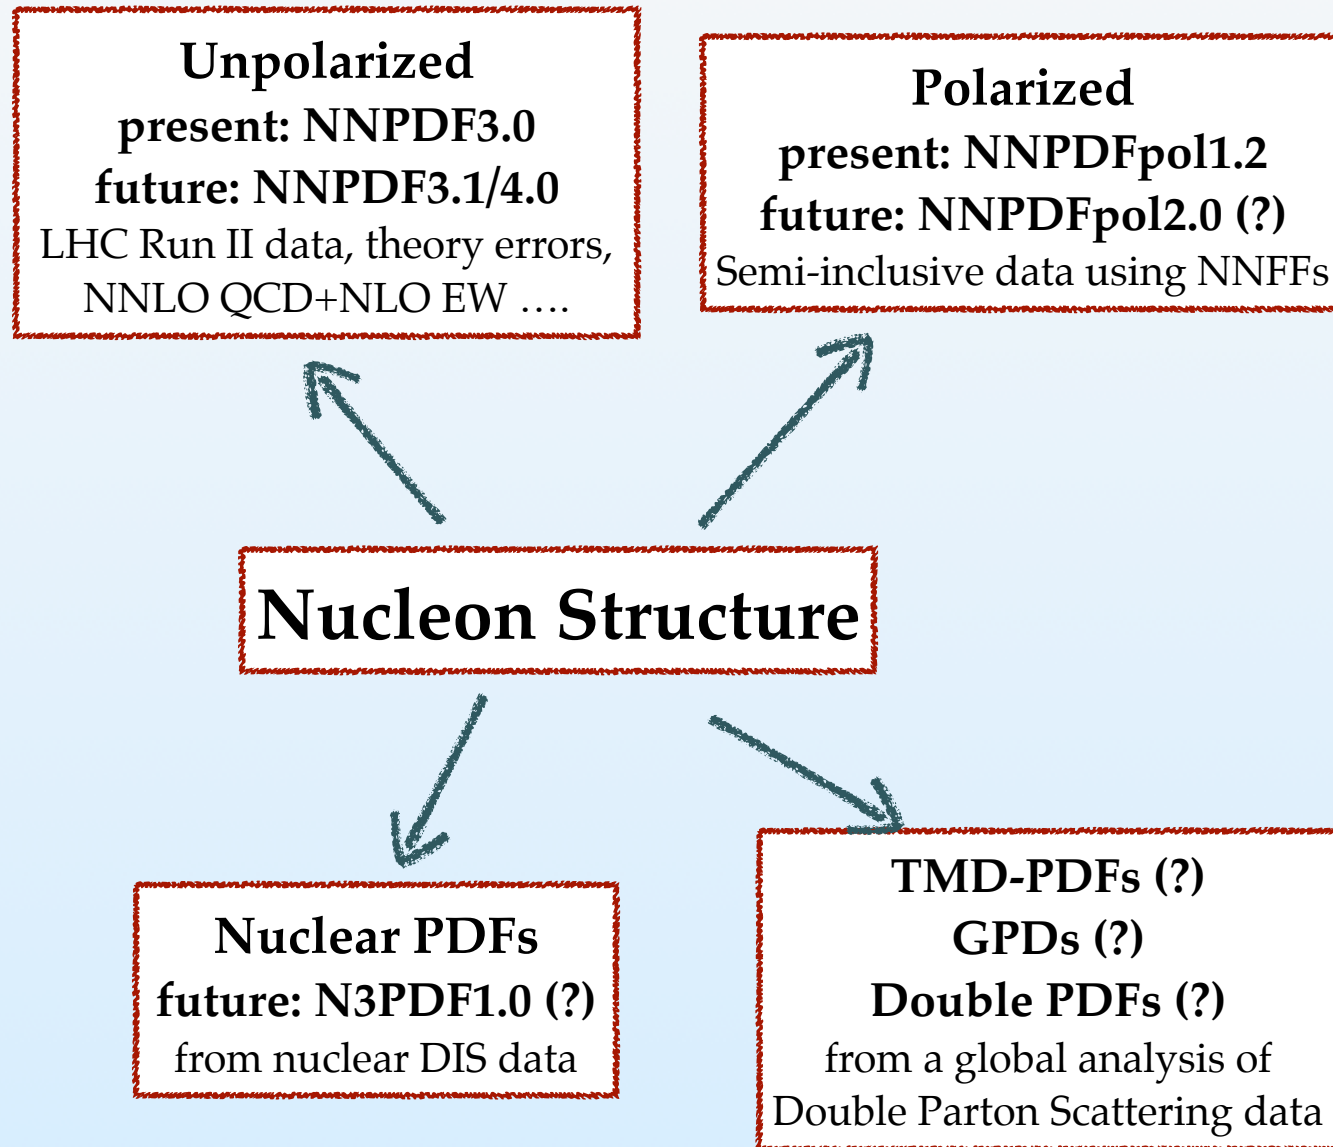 Unpolarized
present: NNPDF3.0
future: NNPDF3.1/4.0
LHC Run II data, theory errors,
NNLO QCD+NLO EW ….
Polarized
present: NNPDFpol1.2
future: NNPDFpol2.0 (?)
Semi-inclusive data using NNFFs
Nucleon Structure
Nuclear PDFs
future: N3PDF1.0 (?)
from nuclear DIS data
TMD-PDFs (?)
GPDs (?)
Double PDFs (?)
from a global analysis of
Double Parton Scattering data